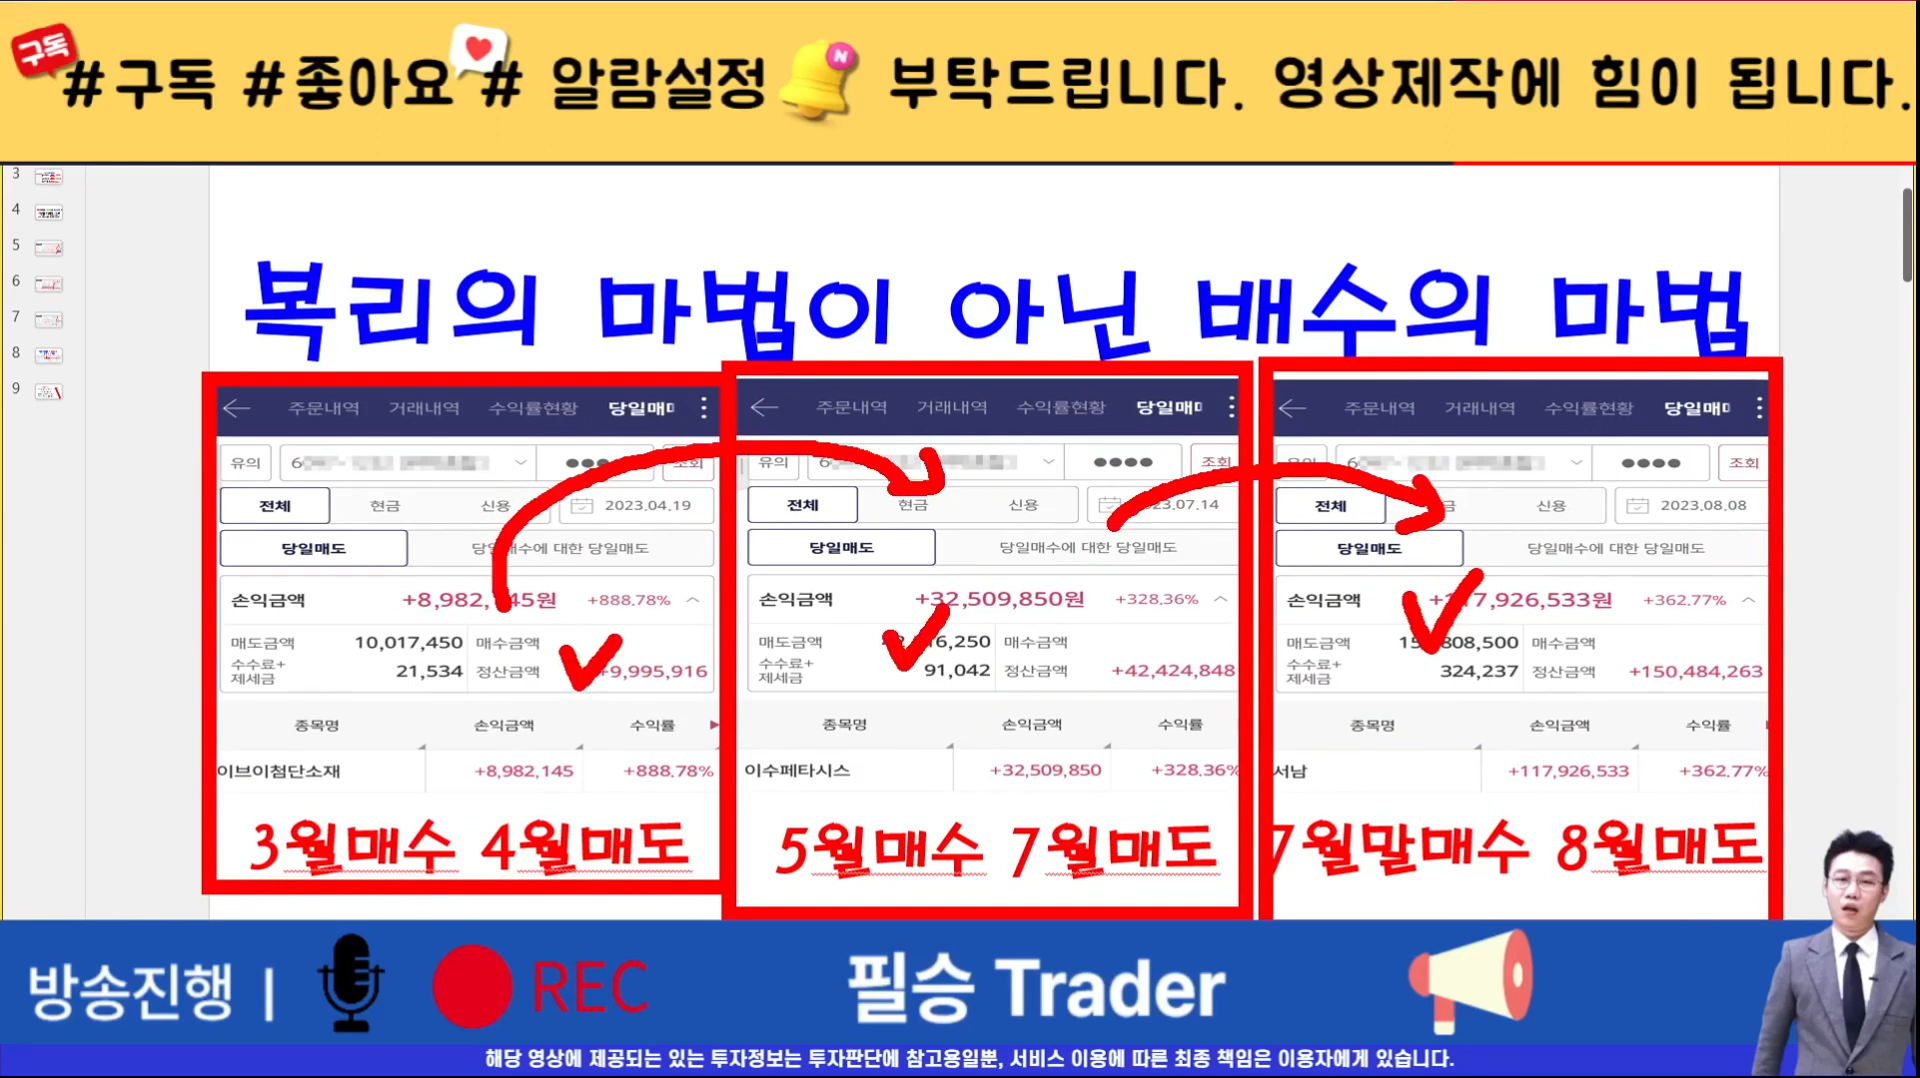 구독
#구독 #좋아요 # 알람설정 N 부탁드립니다. 영상제작에 힘이 됩니다.
3
4
5
6
7
8
9
복리의 마법이 아닌 배수의 마법
주문내역 거래내역 수익률현황 당일매
유의 6 조회
전체 현금 신용 2023.04.19
당일매도 당일매수에 대한 당일매도
손익금액 +8,982,145원 +888.78%
매도금액 10,017,450 매수금액
수수료+
제세금 21,534 정산금액 +9,995,916
종목명 손익금액 수익률
이브이첨단소재 +8,982,145 +888.78%
3월매수 4월매도
주문내역 거래내역 수익률현황 당일매
유의 6 조회
전체 현금 신용 23.07.14
당일매도 당일매수에 대한 당일매도
손익금액 +32,509,850원 +328.36%
매도금액 16,250 매수금액
수수료+
제세금 91,042 정산금액 +42,424,848
종목명 손익금액 수익률
이수페타시스 +32,509,850 +328.36%
5월매수 7월매도
주문내역 거래내역 수익률현황 당일매
유의 6 조회
전체 금 신용 2023.08.08
당일매도 당일매수에 대한 당일매도
손익금액 +117,926,533원 +362.77%
매도금액 808,500 매수금액
수수료+
제세금 324,237 정산금액 +150,484,263
종목명 손익금액 수익률
서남 +117,926,533 +362.77%
7월말매수 8월매도
방송진행 | REC 필승 Trader
해당 영상에 제공되는 있는 투자정보는 투자판단에 참고용일뿐, 서비스 이용에 따른 최종 책임은 이용자에게 있습니다.